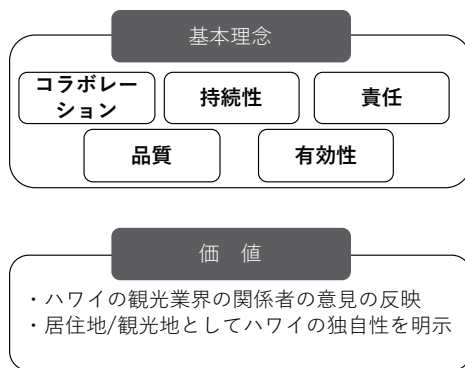 基本理念
コラボレー
ション
持続性
責任
品質
有効性
価　値
・ハワイの観光業界の関係者の意見の反映
・居住地/観光地としてハワイの独自性を明示